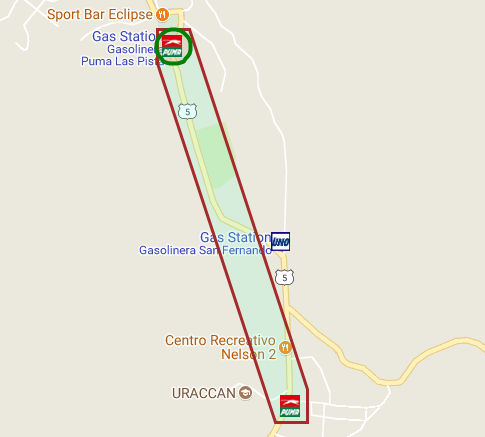 Sport Bar Eclipse
Gas Station
Gasolinera
Puma Las Pista
PUMA
5
Gas Station
UNO
Gasolinera San Fernando
5
Centro Recreativo
Nelson 2
URACCAN
PUMA